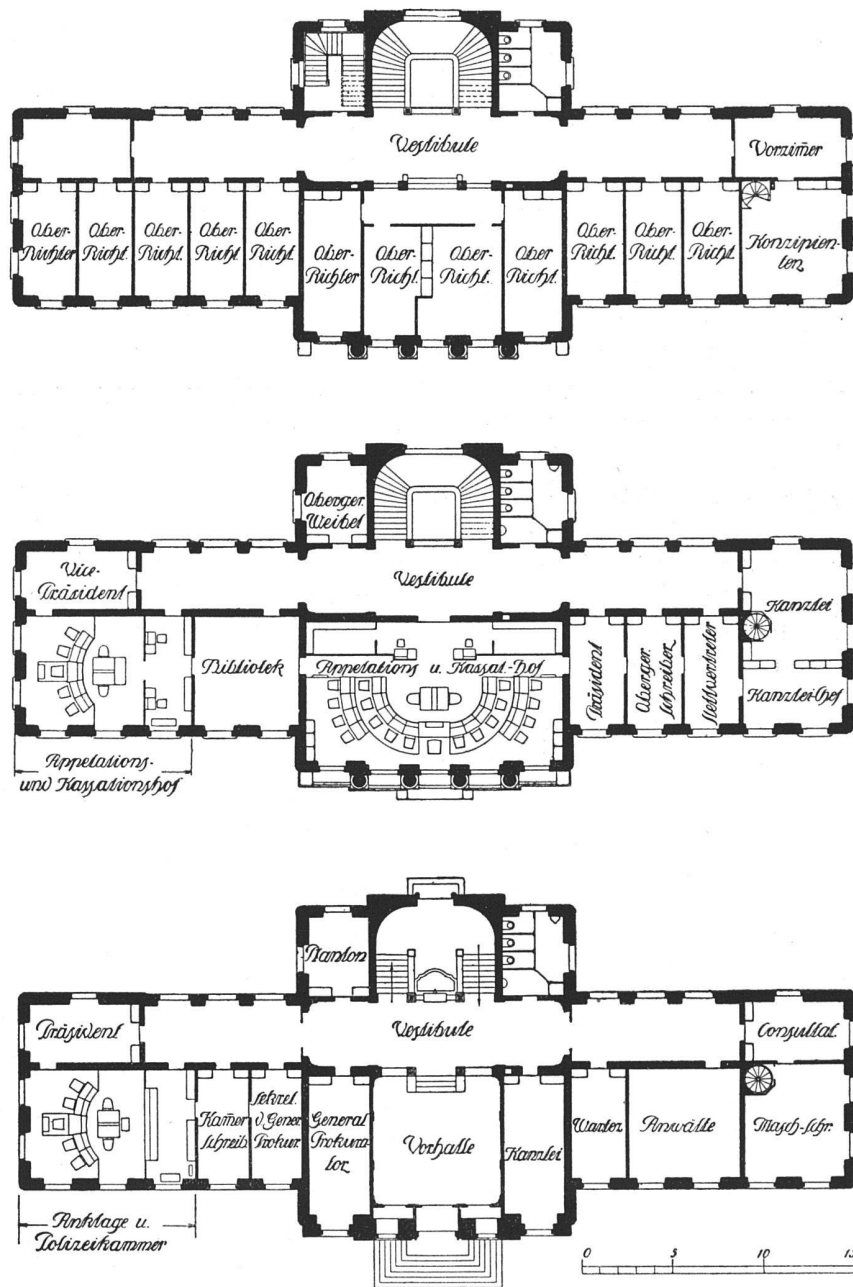 Vestibule
Vorzimer
Ober-
Richter
Ober-
Richt.
Ober-
Richt.
Ober-
Richt.
Ober-
Richt.
Ober-
Richter
Ober-
Richt.
Ober-
Richt.
Ober
Richt.
Ober-
Richt.
Ober-
Richt.
Ober-
Richt.
Konzipien-
ten
Oberger.
Weibel
Vice-
Präsident
Vestibule
Kanzlei
Bibliotek
Appelations u. Kassat.-hof
Präsident
Oberger.
schreiber
Stellvertreter
Kanzlei-Chef
Appelations-
und Kassationshof
Planton
Präsident
Vestibule
Consultat.
Kamer
schreib.
Sekret.
d. Gener.
Prokur.
General
Prokura-
tor
Vorhalle
Kanzlei
Warten
Anwälte
Masch-schr.
Anklage u.
Polizeikammer
0 5 10 15